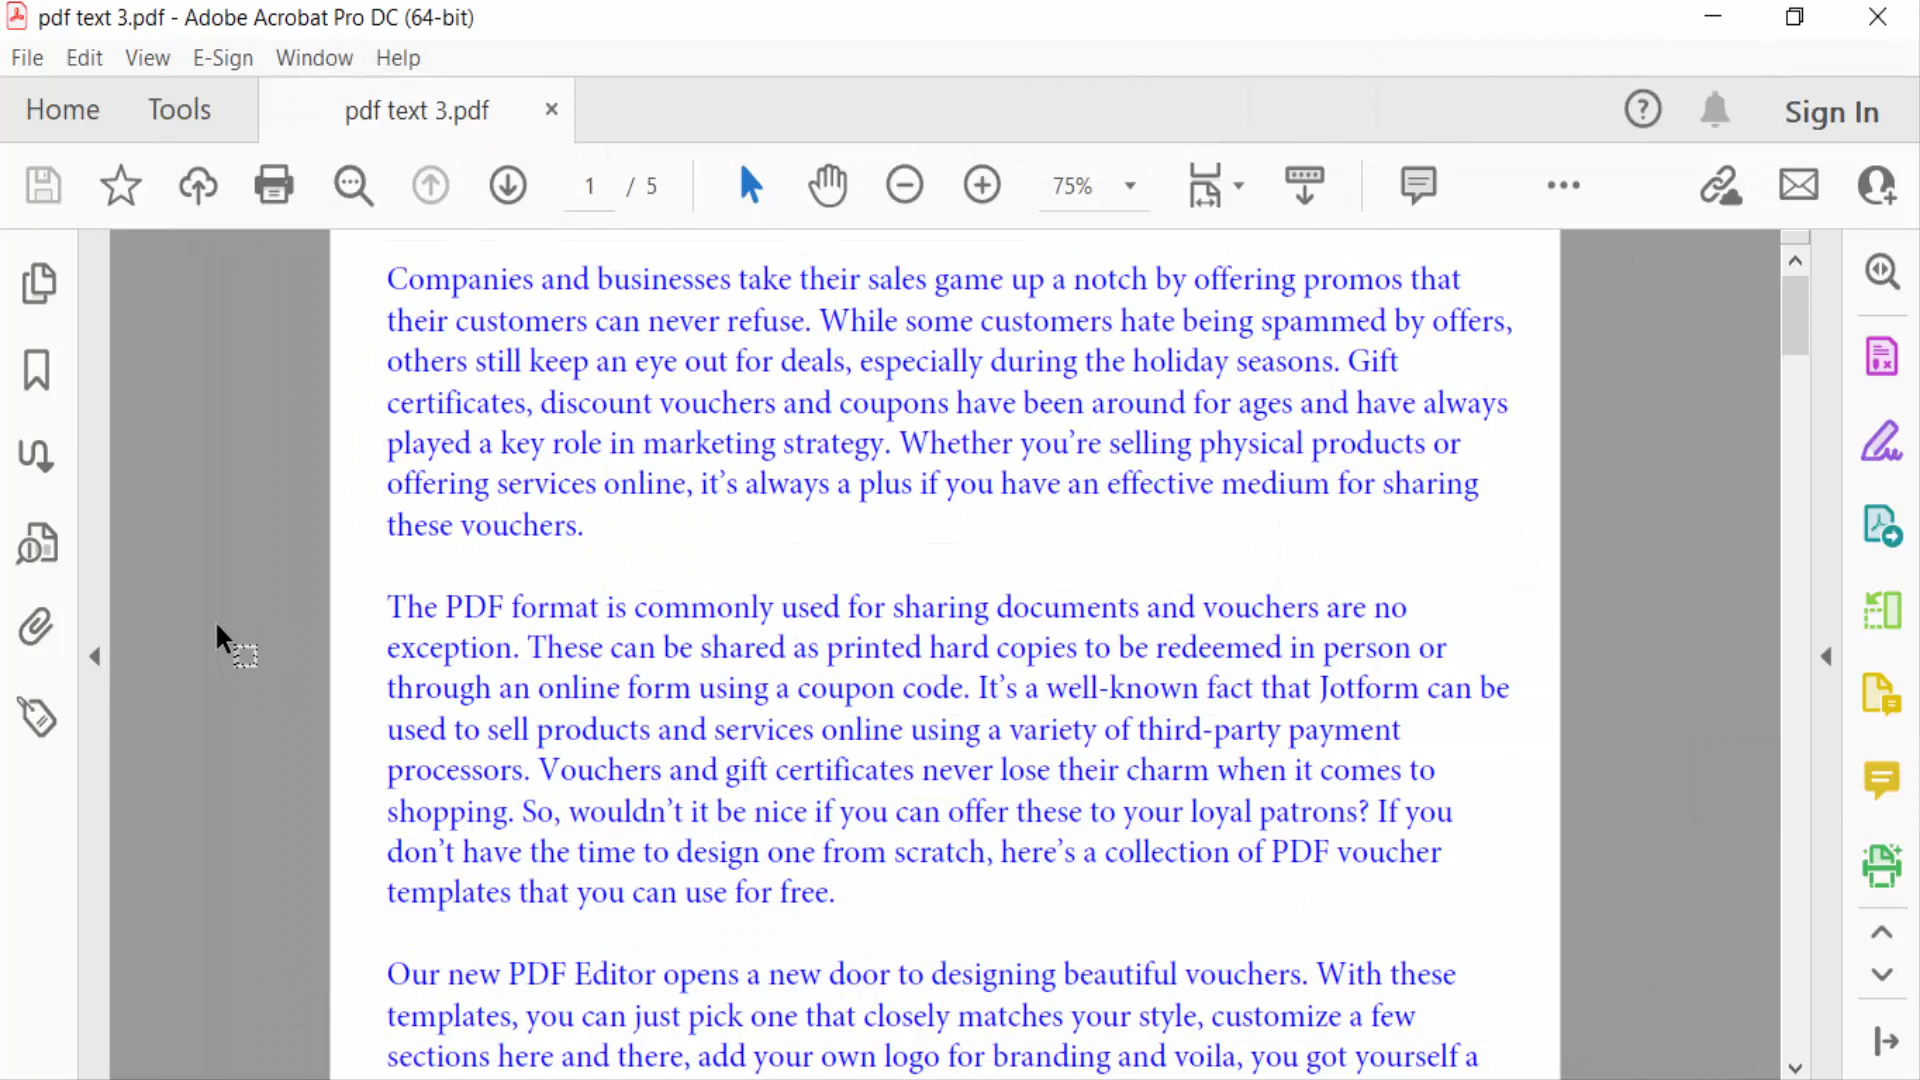 pdf text 3.pdf - Adobe Acrobat Pro DC (64-bit)
File Edit View E-Sign Window Help
Home Tools pdf text 3.pdf Sign In
1 / 5 75%
Companies and businesses take their sales game up a notch by offering promos that
their customers can never refuse. While some customers hate being spammed by offers,
others still keep an eye out for deals, especially during the holiday seasons. Gift
certificates, discount vouchers and coupons have been around for ages and have always
played a key role in marketing strategy. Whether you’re selling physical products or
offering services online, it’s always a plus if you have an effective medium for sharing
these vouchers.
The PDF format is commonly used for sharing documents and vouchers are no
exception. These can be shared as printed hard copies to be redeemed in person or
through an online form using a coupon code. It’s a well-known fact that Jotform can be
used to sell products and services online using a variety of third-party payment
processors. Vouchers and gift certificates never lose their charm when it comes to
shopping. So, wouldn’t it be nice if you can offer these to your loyal patrons? If you
don’t have the time to design one from scratch, here’s a collection of PDF voucher
templates that you can use for free.
Our new PDF Editor opens a new door to designing beautiful vouchers. With these
templates, you can just pick one that closely matches your style, customize a few
sections here and there, add your own logo for branding and voila, you got yourself a